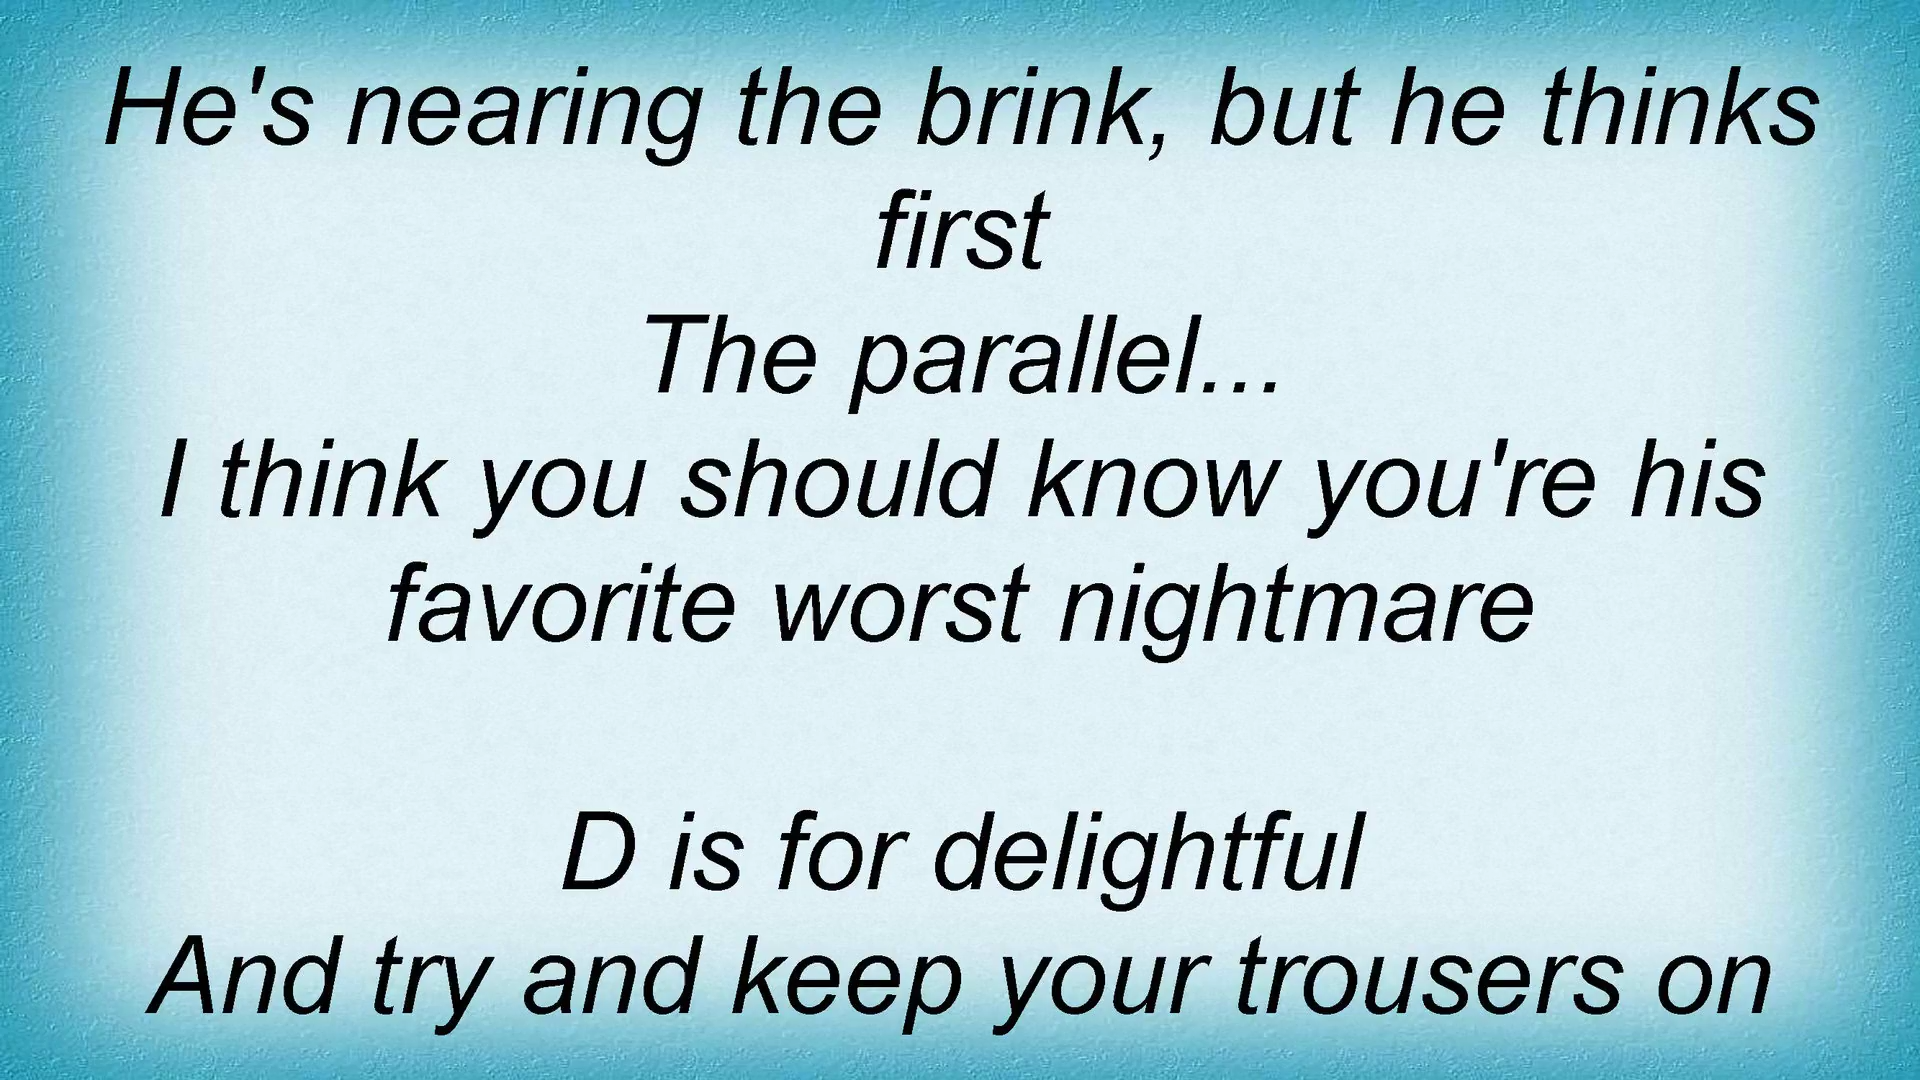 He's nearing the brink, but he thinks
first
The parallel...
I think you should know you're his
favorite worst nightmare
D is for delightful
And try and keep your trousers on